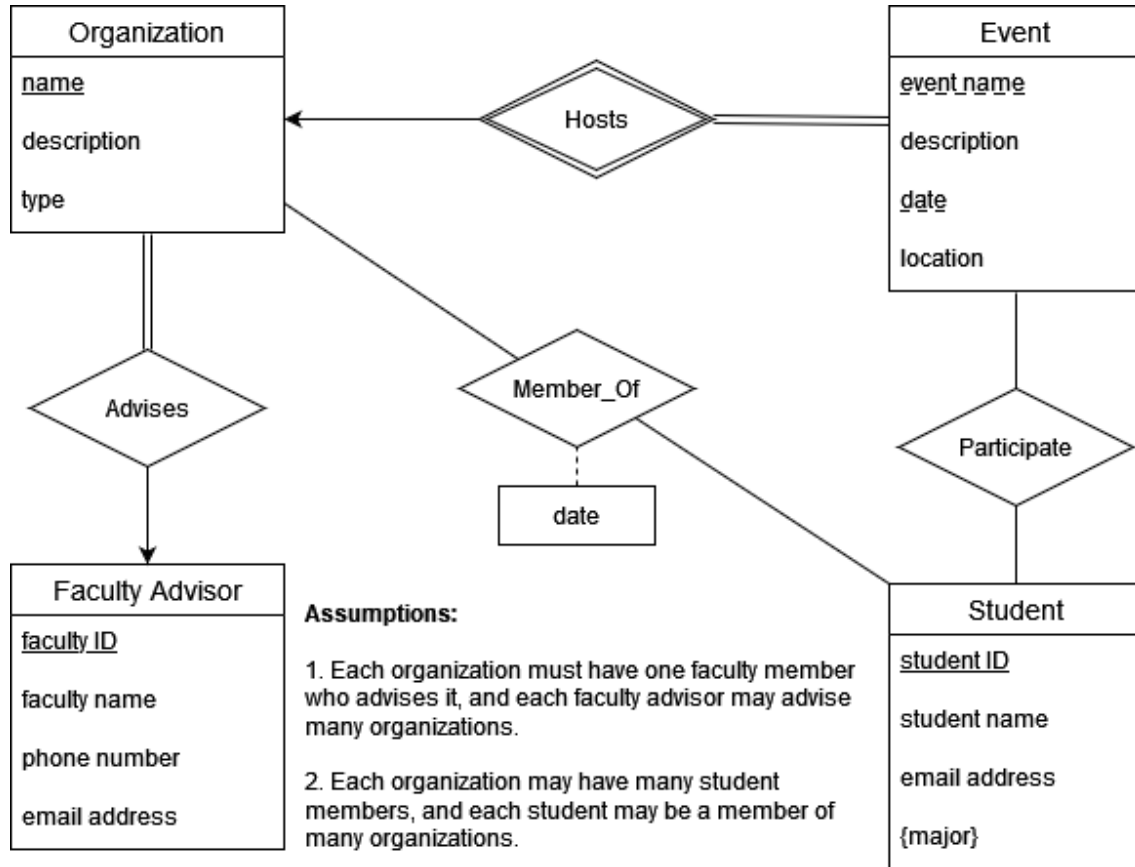 Organization
name
description
type
Hosts
Event
event name
description
date
location
Advises
Member_Of
date
Participate
Faculty Advisor
faculty ID
faculty name
phone number
email address
Assumptions:
1. Each organization must have one faculty member
who advises it, and each faculty advisor may advise
many organizations.
2. Each organization may have many student
members, and each student may be a member of
many organizations.
Student
student ID
student name
email address
{major}